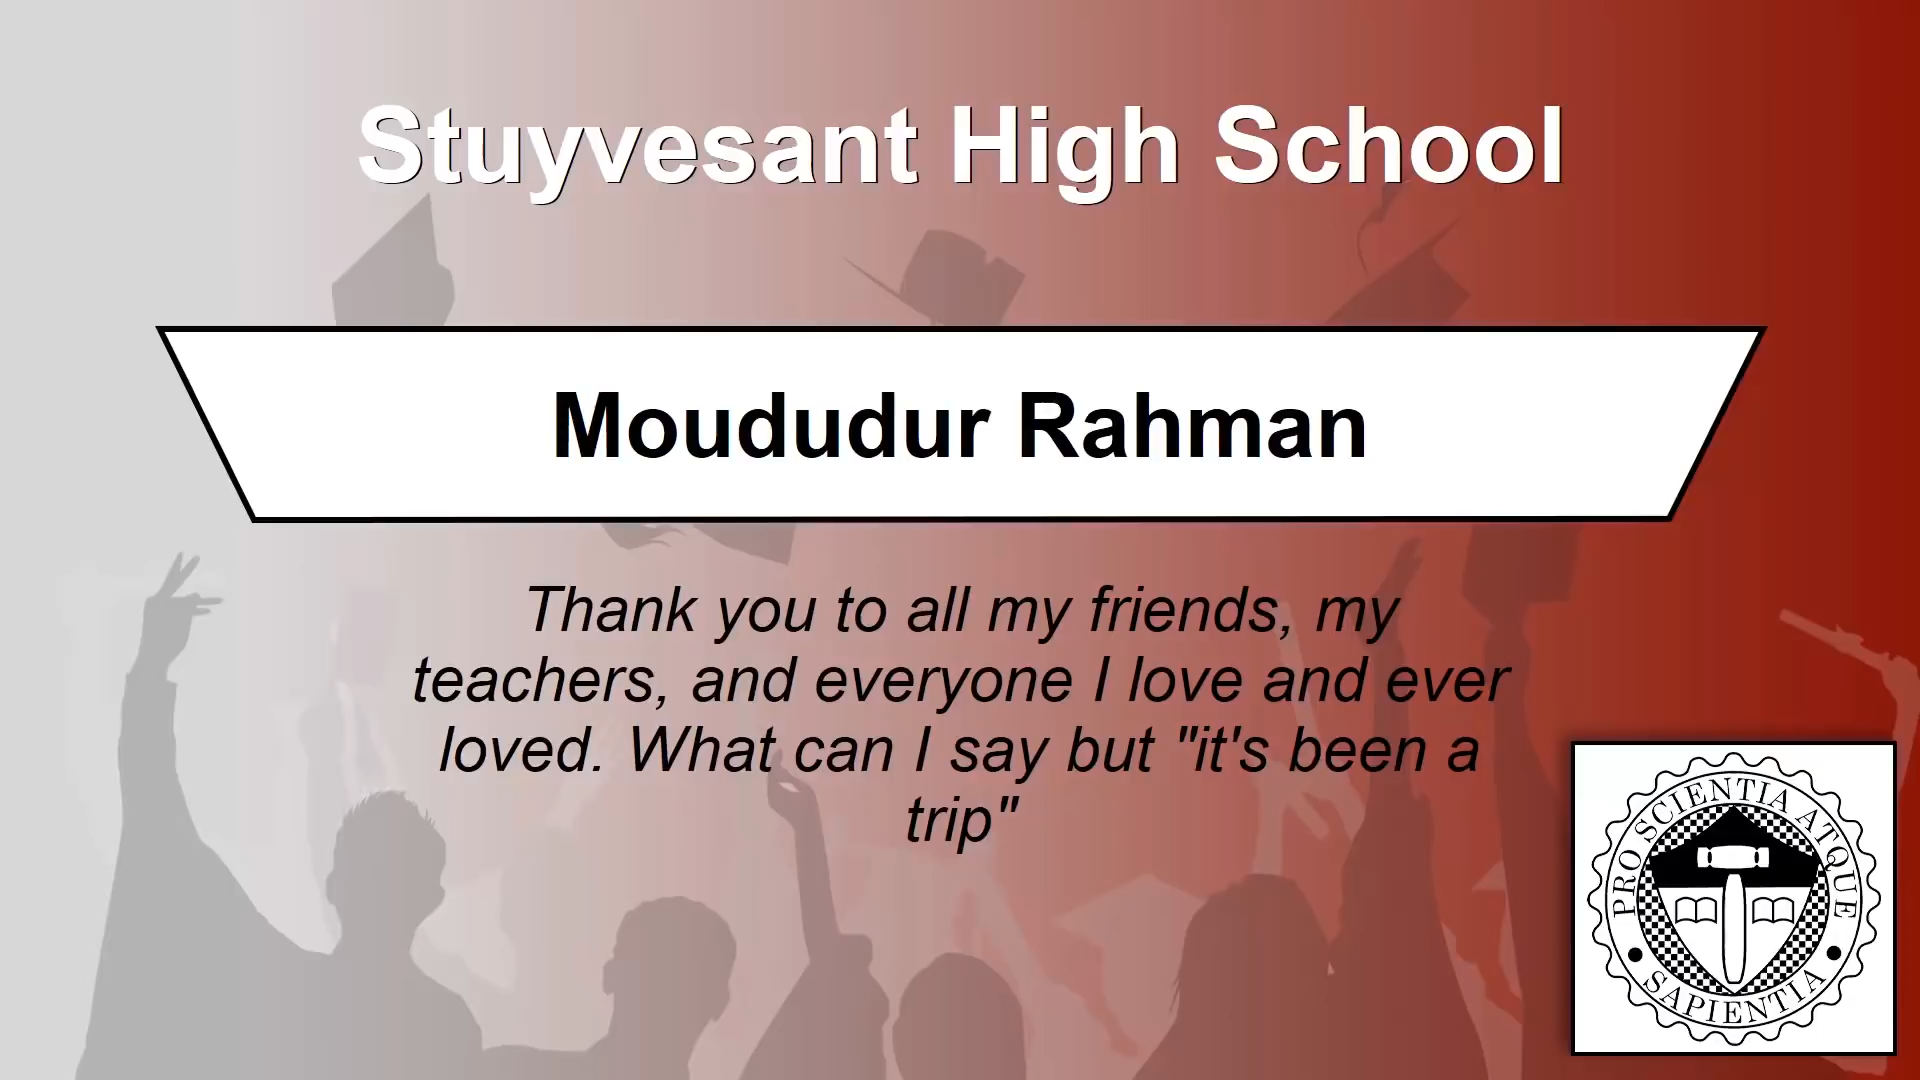 Stuyvesant High School
Moududur Rahman
Thank you to all my friends, my
teachers, and everyone I love and ever
loved. What can I say but "it's been a
trip"
PRO SCIENTIA ATQUE
• SAPIENTIA •